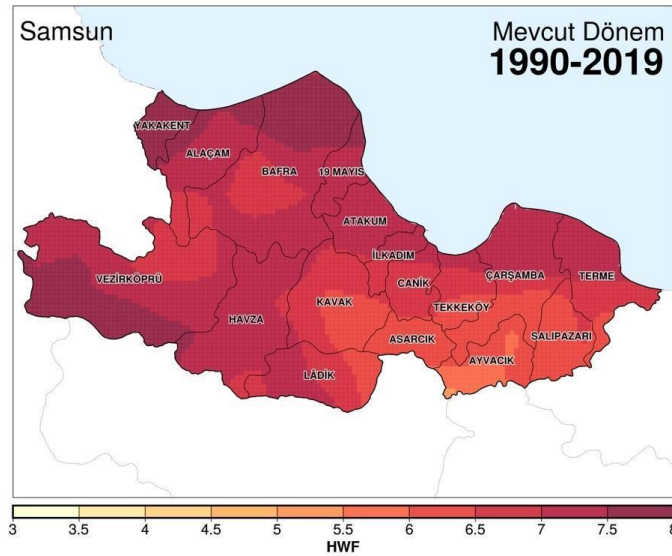 Samsun
Mevcut Dönem
1990-2019
YAKAKENT
ALAÇAM
BAFRA
19 MAYIS
ATAKUM
İLKADIM
CANİK
ÇARŞAMBA
TERME
VEZİRKÖPRÜ
HAVZA
KAVAK
TEKKEKÖY
ASARCIK
SALIPAZARI
AYVACIK
LÂDİK
3 3.5 4 4.5 5 5.5 6 6.5 7 7.5 8
HWF